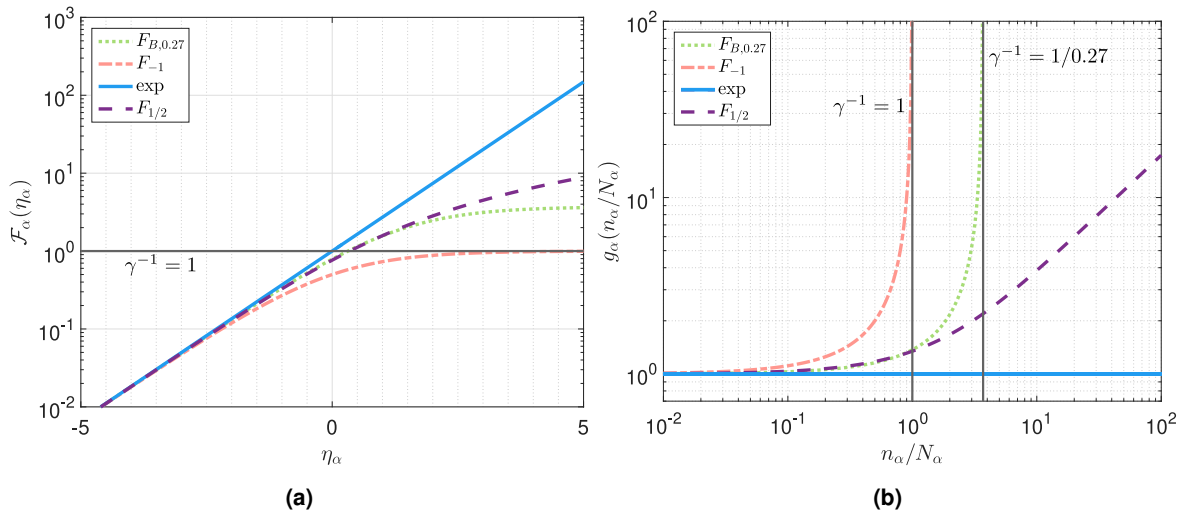 10^3
10^2
10^1
10^0
10^-1
10^-2
F_α(η_α)
F_{B,0.27}
F_{-1}
exp
F_{1/2}
γ^{-1} = 1
-5
0
5
η_α
(a)
10^2
10^1
10^0
g_α(n_α/N_α)
F_{B,0.27}
F_{-1}
exp
F_{1/2}
γ^{-1} = 1/0.27
γ^{-1} = 1
10^-2
10^-1
10^0
10^1
10^2
n_α/N_α
(b)